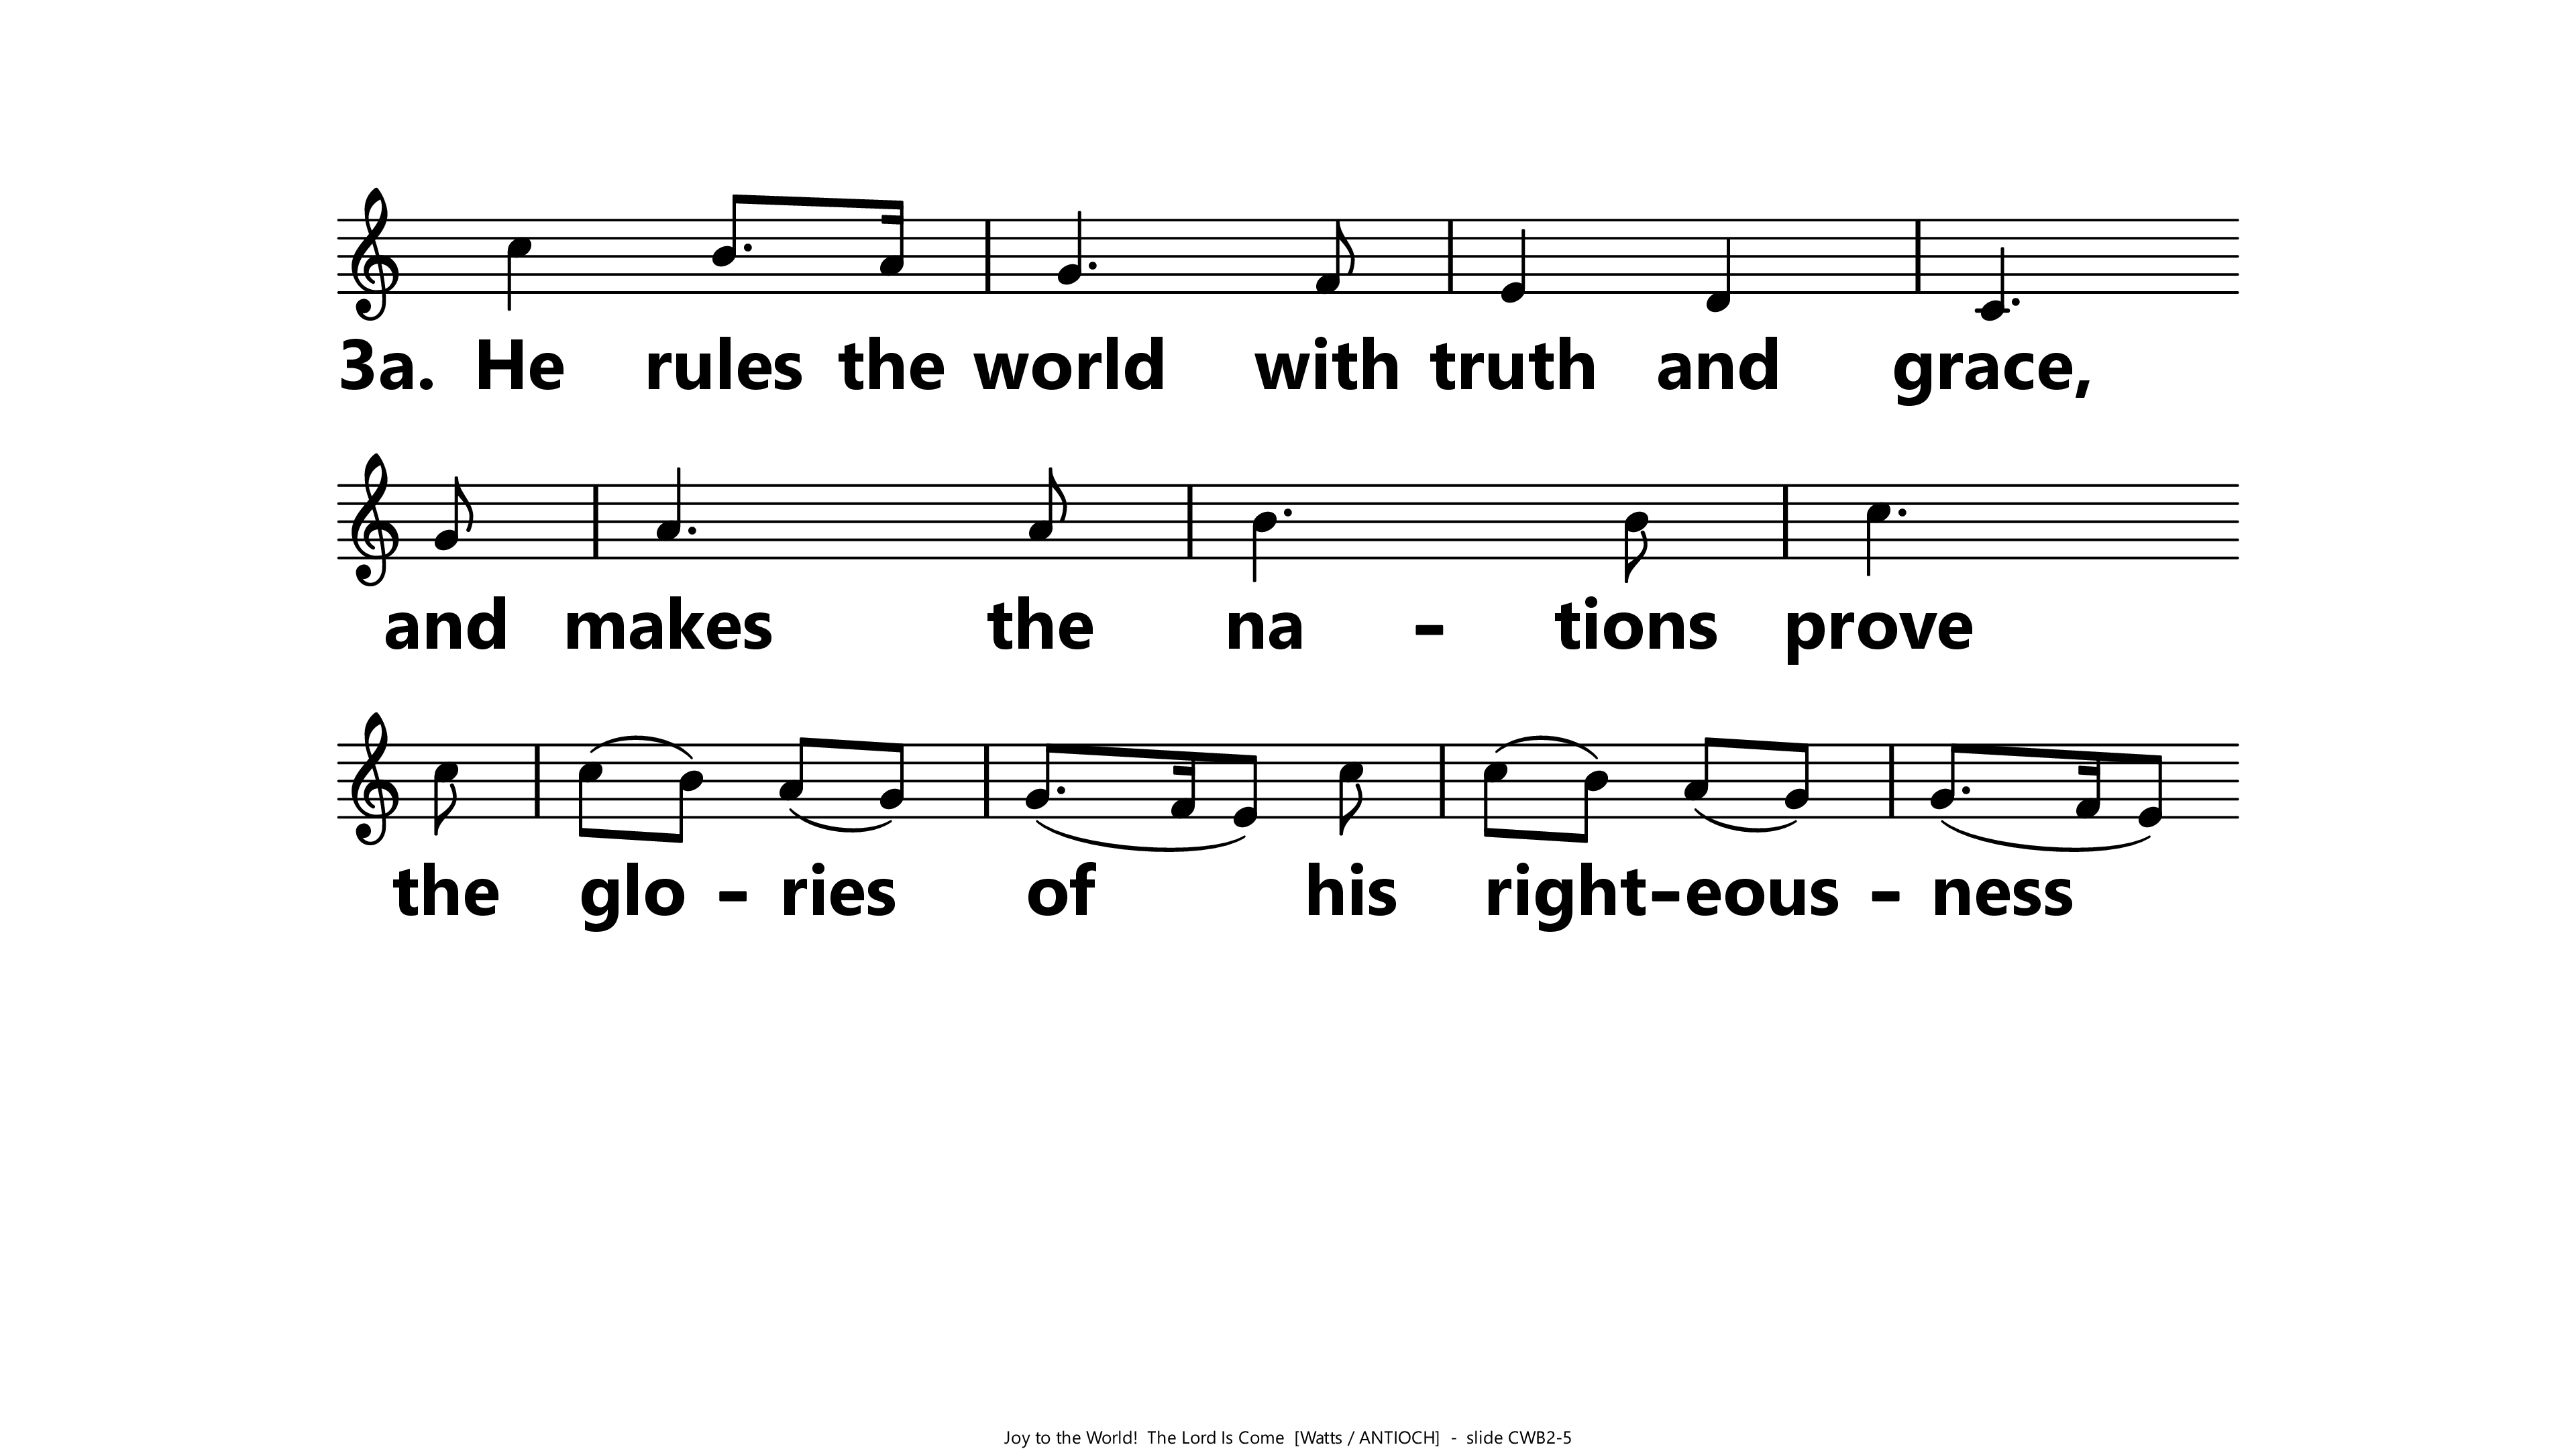 3a. He rules the world with truth and grace,
and makes the na - tions prove
the glo - ries of his right-eous - ness
Joy to the World! The Lord Is Come [Watts / ANTIOCH] - slide CWB2-5